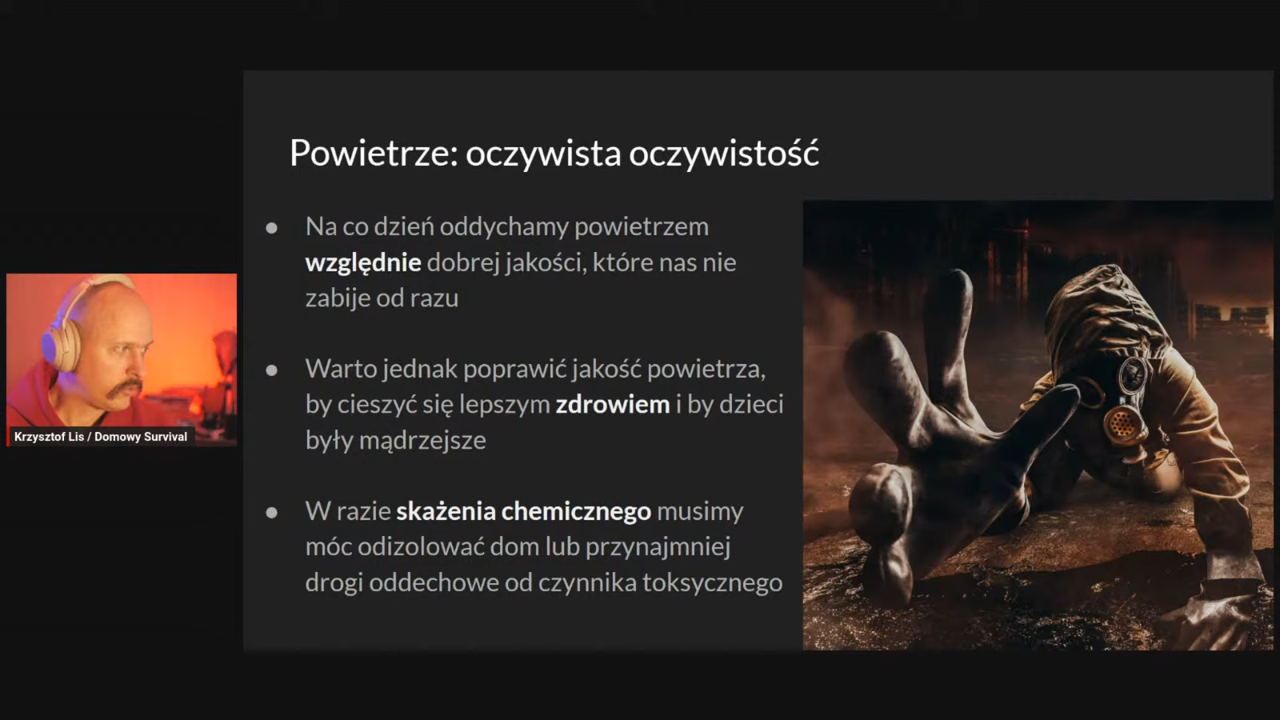 Powietrze: oczywista oczywistość
Na co dzień oddychamy powietrzem
względnie dobrej jakości, które nas nie
zabije od razu
Warto jednak poprawić jakość powietrza,
by cieszyć się lepszym zdrowiem i by dzieci
były mądrzejsze
W razie skażenia chemicznego musimy
móc odizolować dom lub przynajmniej
drogi oddechowe od czynnika toksycznego
Krzysztof Lis / Domowy Survival